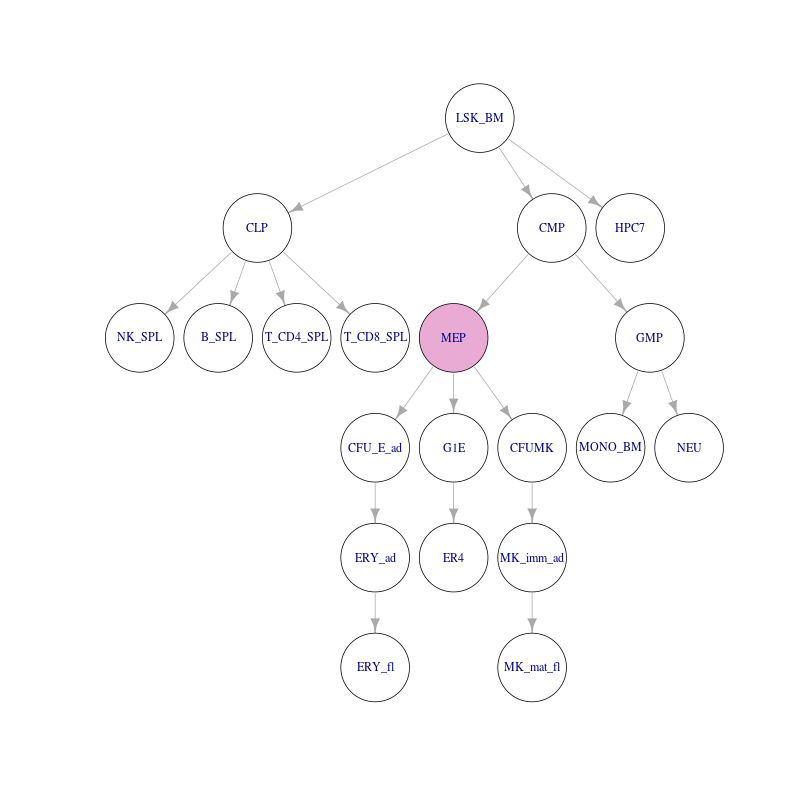 LSK_BM
CLP
CMP
HPC7
NK_SPL
B_SPL
T_CD4_SPL
T_CD8_SPL
MEP
GMP
CFU_E_ad
G1E
CFUMK
MONO_BM
NEU
ERY_ad
ER4
MK_imm_ad
ERY_fl
MK_mat_fl